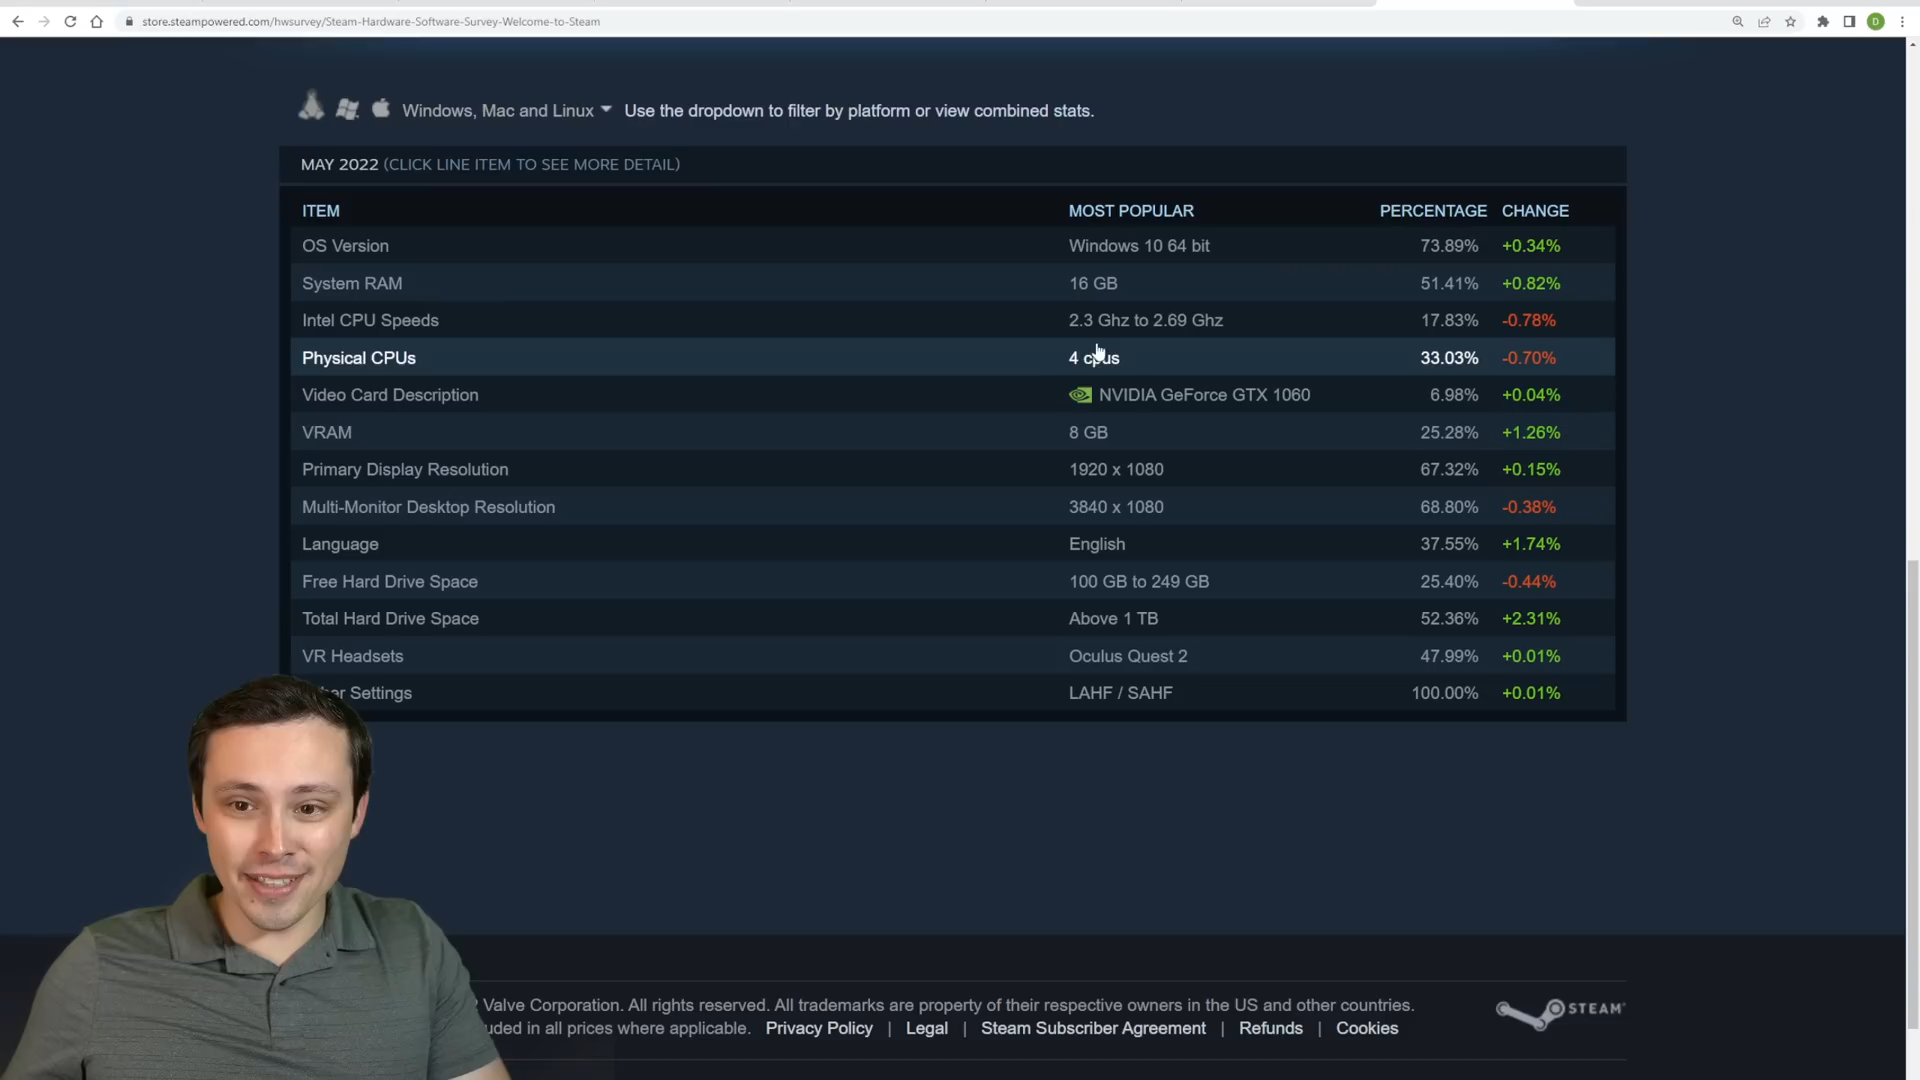 store.steampowered.com/hwsurvey/Steam-Hardware-Software-Survey-Welcome-to-Steam
D
Windows, Mac and Linux Use the dropdown to filter by platform or view combined stats.
MAY 2022 (CLICK LINE ITEM TO SEE MORE DETAIL)
ITEM MOST POPULAR PERCENTAGE CHANGE
OS Version Windows 10 64 bit 73.89% +0.34%
System RAM 16 GB 51.41% +0.82%
Intel CPU Speeds 2.3 Ghz to 2.69 Ghz 17.83% -0.78%
Physical CPUs 4 cpus 33.03% -0.70%
Video Card Description NVIDIA GeForce GTX 1060 6.98% +0.04%
VRAM 8 GB 25.28% +1.26%
Primary Display Resolution 1920 x 1080 67.32% +0.15%
Multi-Monitor Desktop Resolution 3840 x 1080 68.80% -0.38%
Language English 37.55% +1.74%
Free Hard Drive Space 100 GB to 249 GB 25.40% -0.44%
Total Hard Drive Space Above 1 TB 52.36% +2.31%
VR Headsets Oculus Quest 2 47.99% +0.01%
Settings LAHF / SAHF 100.00% +0.01%
Valve Corporation. All rights reserved. All trademarks are property of their respective owners in the US and other countries.
in all prices where applicable. Privacy Policy | Legal | Steam Subscriber Agreement | Refunds | Cookies
STEAM